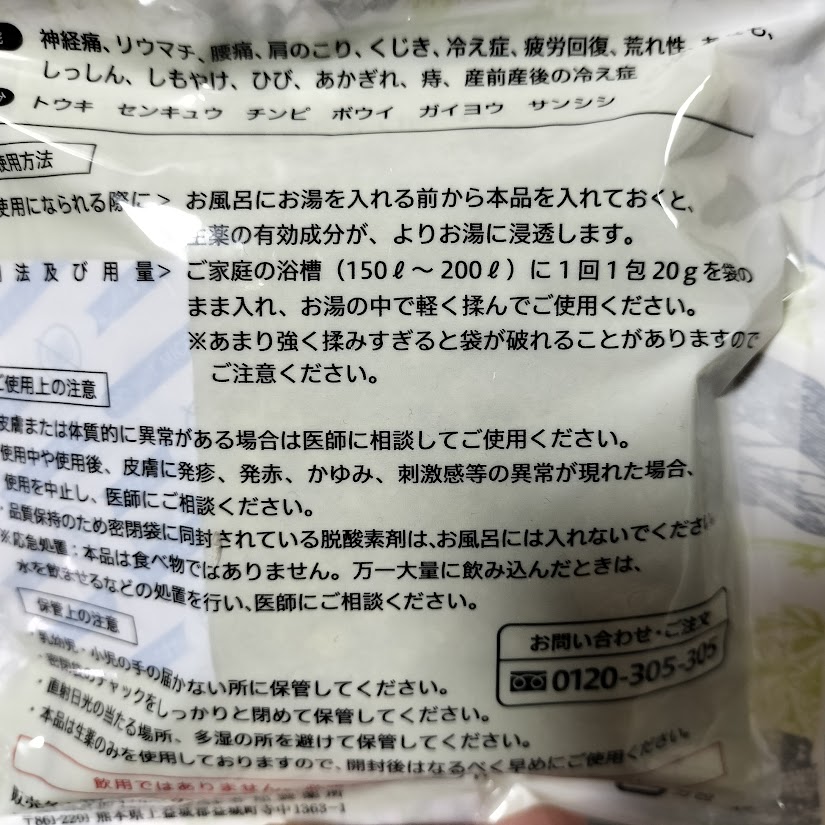 神経痛、リウマチ、腰痛、肩のこり、くじき、冷え症、疲労回復、荒れ性、
しっしん、しもやけ、ひび、あかぎれ、痔、産前産後の冷え症
トウキ センキュウ チンピ ボウイ ガイヨウ サンシシ
使用方法
使用になられる際に> お風呂にお湯を入れる前から本品を入れておくと、
生薬の有効成分が、よりお湯に浸透します。
法及び用量> ご家庭の浴槽(150ℓ～200ℓ)に1回1包20gを袋の
まま入れ、お湯の中で軽く揉んでご使用ください。
※あまり強く揉みすぎると袋が破れることがありますので
ご注意ください。
ご使用上の注意
皮膚または体質的に異常がある場合は医師に相談してご使用ください。
使用中や使用後、皮膚に発疹、発赤、かゆみ、刺激感等の異常が現れた場合、
使用を中止し、医師にご相談ください。
・品質保持のため密閉袋に同封されている脱酸素剤は、お風呂には入れないでください
※応急処置：本品は食べ物ではありません。万一大量に飲み込んだときは、
水を飲ませるなどの処置を行い、医師にご相談ください。
保管上の注意
お問い合わせ・ご注文
0120-305-305
・乳幼児・小児の手の届かない所に保管してください。
・密閉袋のチャックをしっかりと閉めて保管してください。
・直射日光の当たる場所、多湿の所を避けて保管してください。
・本品は生薬のみを使用しておりますので、開封後はなるべく早めにご使用ください。
飲用ではありません
〒861-2201 熊本県上益城郡益城町寺中1363-1